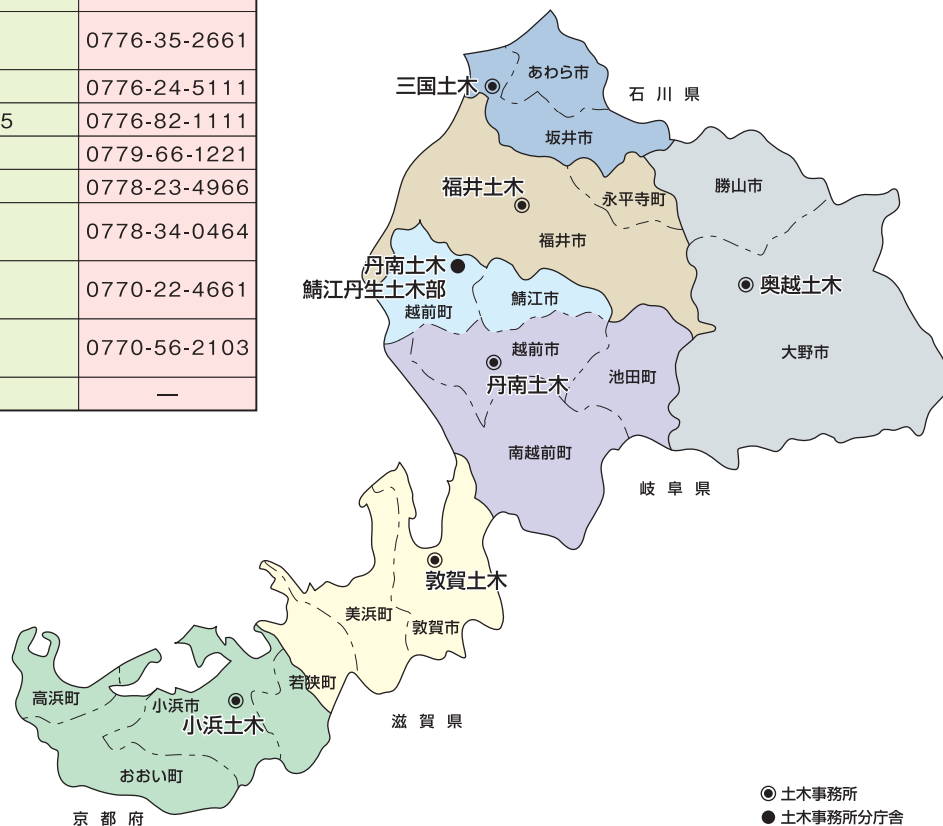 0776-35-2661
0776-24-5111
5
0776-82-1111
0779-66-1221
0778-23-4966
0778-34-0464
0770-22-4661
0770-56-2103
—
あわら市
三国土木
石川県
坂井市
勝山市
福井土木
永平寺町
福井市
丹南土木
鯖江丹生土木部
奥越土木
鯖江市
越前町
越前市
大野市
池田町
丹南土木
南越前町
岐阜県
敦賀土木
美浜町
敦賀市
若狭町
高浜町
小浜市
小浜土木
滋賀県
おおい町
京都府
土木事務所
土木事務所分庁舎